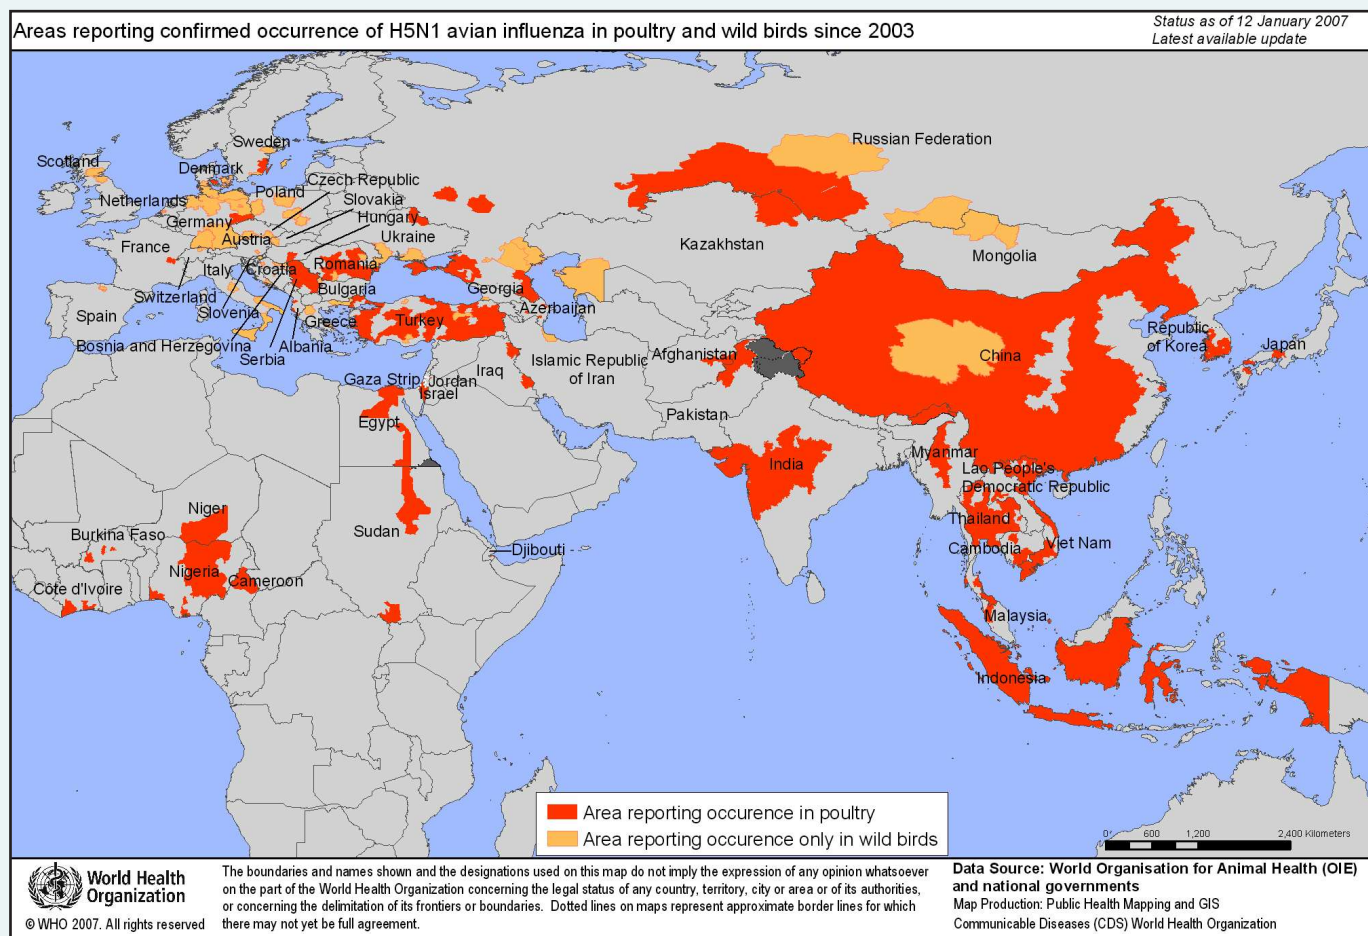 Areas reporting confirmed occurrence of H5N1 avian influenza in poultry and wild birds since 2003
Status as of 12 January 2007
Latest available update
Russian Federation
Sweden
Scotland
Denmark
Czech Republic
Poland
Netherlands
Slovakia
Hungary
Germany
Ukraine
Austria
France
Kazakhstan
Mongolia
Italy
Croatia
Romania
Switzerland
Georgia
Bulgaria
Slovenia
Azerbaijan
Spain
Greece
Turkey
Republic
of Korea
Japan
Bosnia and Herzegovina
Albania
Serbia
Islamic Republic
of Iran
Afghanistan
China
Iraq
Gaza Strip
Jordan
Israel
Pakistan
Egypt
Myanmar
India
Lao People's
Democratic Republic
Niger
Thailand
Burkina Faso
Sudan
Viet Nam
Djibouti
Cambodia
Nigeria
Cameroon
Côte d'Ivoire
Malaysia
Indonesia
Area reporting occurence in poultry
Area reporting occurence only in wild birds
0 600 1,200 2,400 Kilometers
World Health
Organization
© WHO 2007. All rights reserved
The boundaries and names shown and the designations used on this map do not imply the expression of any opinion whatsoever
on the part of the World Health Organization concerning the legal status of any country, territory, city or area or of its authorities,
or concerning the delimitation of its frontiers or boundaries. Dotted lines on maps represent approximate border lines for which
there may not yet be full agreement.
Data Source: World Organisation for Animal Health (OIE)
and national governments
Map Production: Public Health Mapping and GIS
Communicable Diseases (CDS) World Health Organization